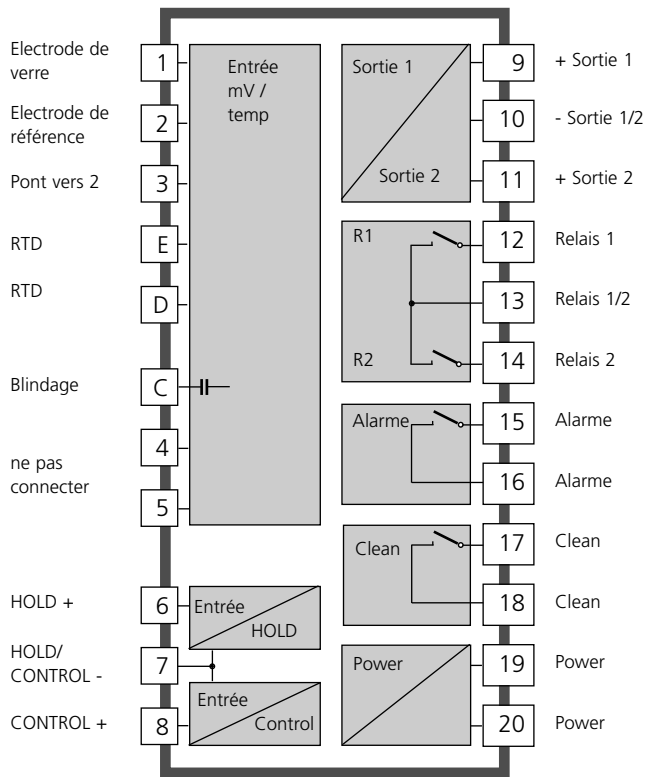 Electrode de
verre
1
Electrode de
référence
2
Pont vers 2
3
RTD
E
RTD
D
Blindage
C
ne pas
connecter
4
5
HOLD +
6
HOLD/
CONTROL -
7
CONTROL +
8
Entrée
mV /
temp
Entrée
HOLD
Entrée
Control
Sortie 1
Sortie 2
R1
R2
Alarme
Clean
Power
9
+ Sortie 1
10
- Sortie 1/2
11
+ Sortie 2
12
Relais 1
13
Relais 1/2
14
Relais 2
15
Alarme
16
Alarme
17
Clean
18
Clean
19
Power
20
Power